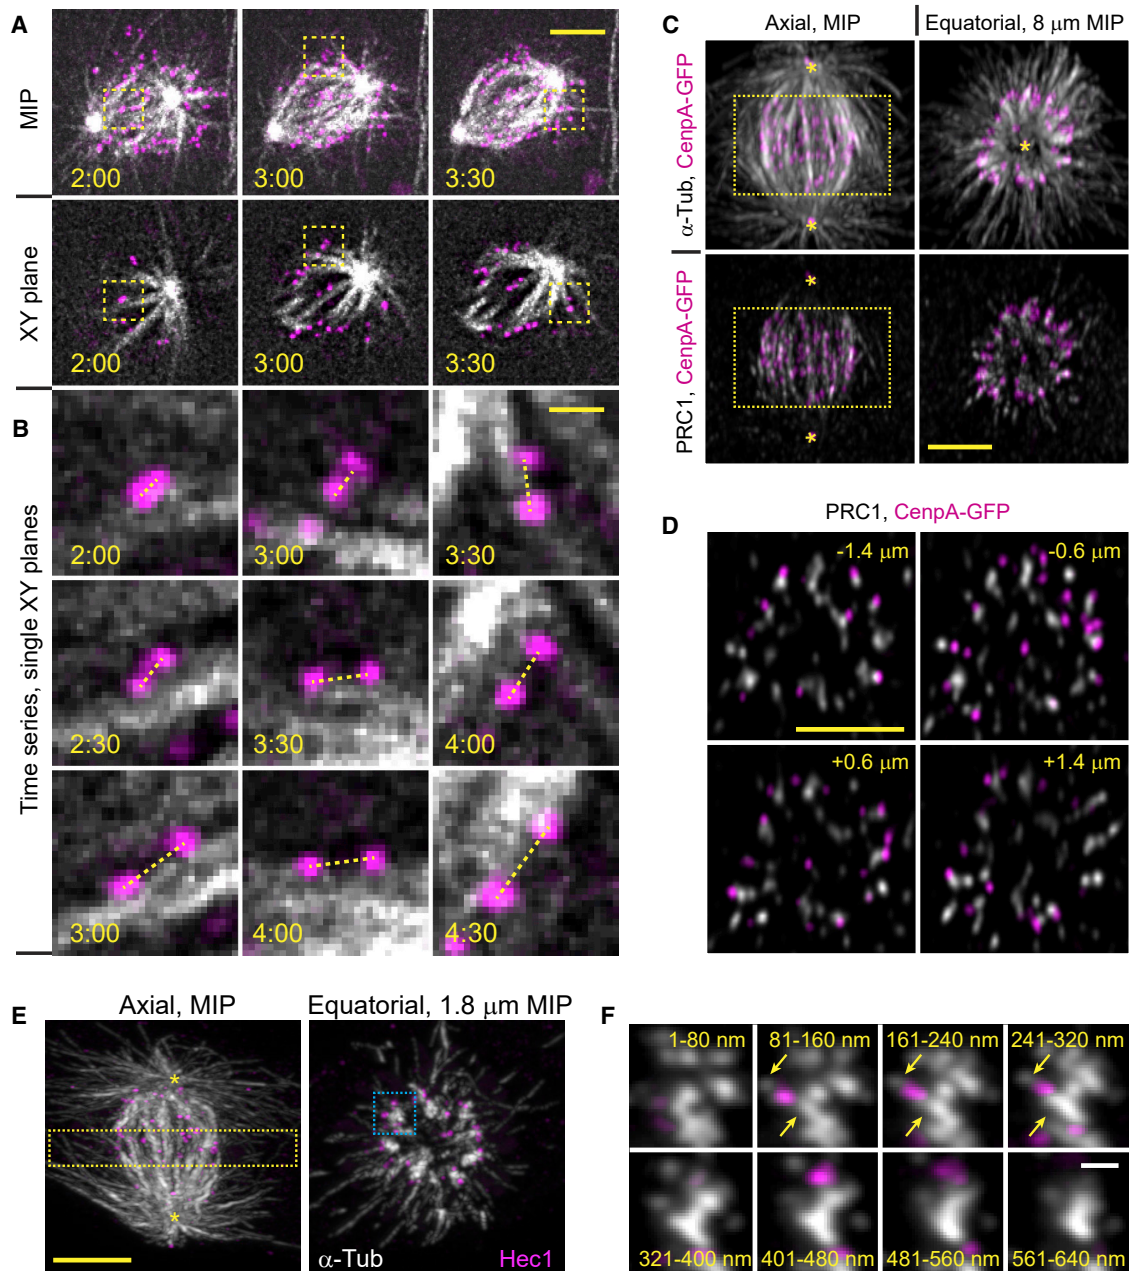 A
MIP
2:00
3:00
3:30
XY plane
2:00
3:00
3:30
B
Time series, single XY planes
2:00
3:00
3:30
2:30
3:30
4:00
3:00
4:00
4:30
C
Axial, MIP
Equatorial, 8 μm MIP
α-Tub, CenpA-GFP
*
*
*
PRC1, CenpA-GFP
*
*
D
PRC1, CenpA-GFP
-1.4 μm
-0.6 μm
+0.6 μm
+1.4 μm
E
Axial, MIP
Equatorial, 1.8 μm MIP
*
*
α-Tub
Hec1
F
1-80 nm
81-160 nm
161-240 nm
241-320 nm
321-400 nm
401-480 nm
481-560 nm
561-640 nm